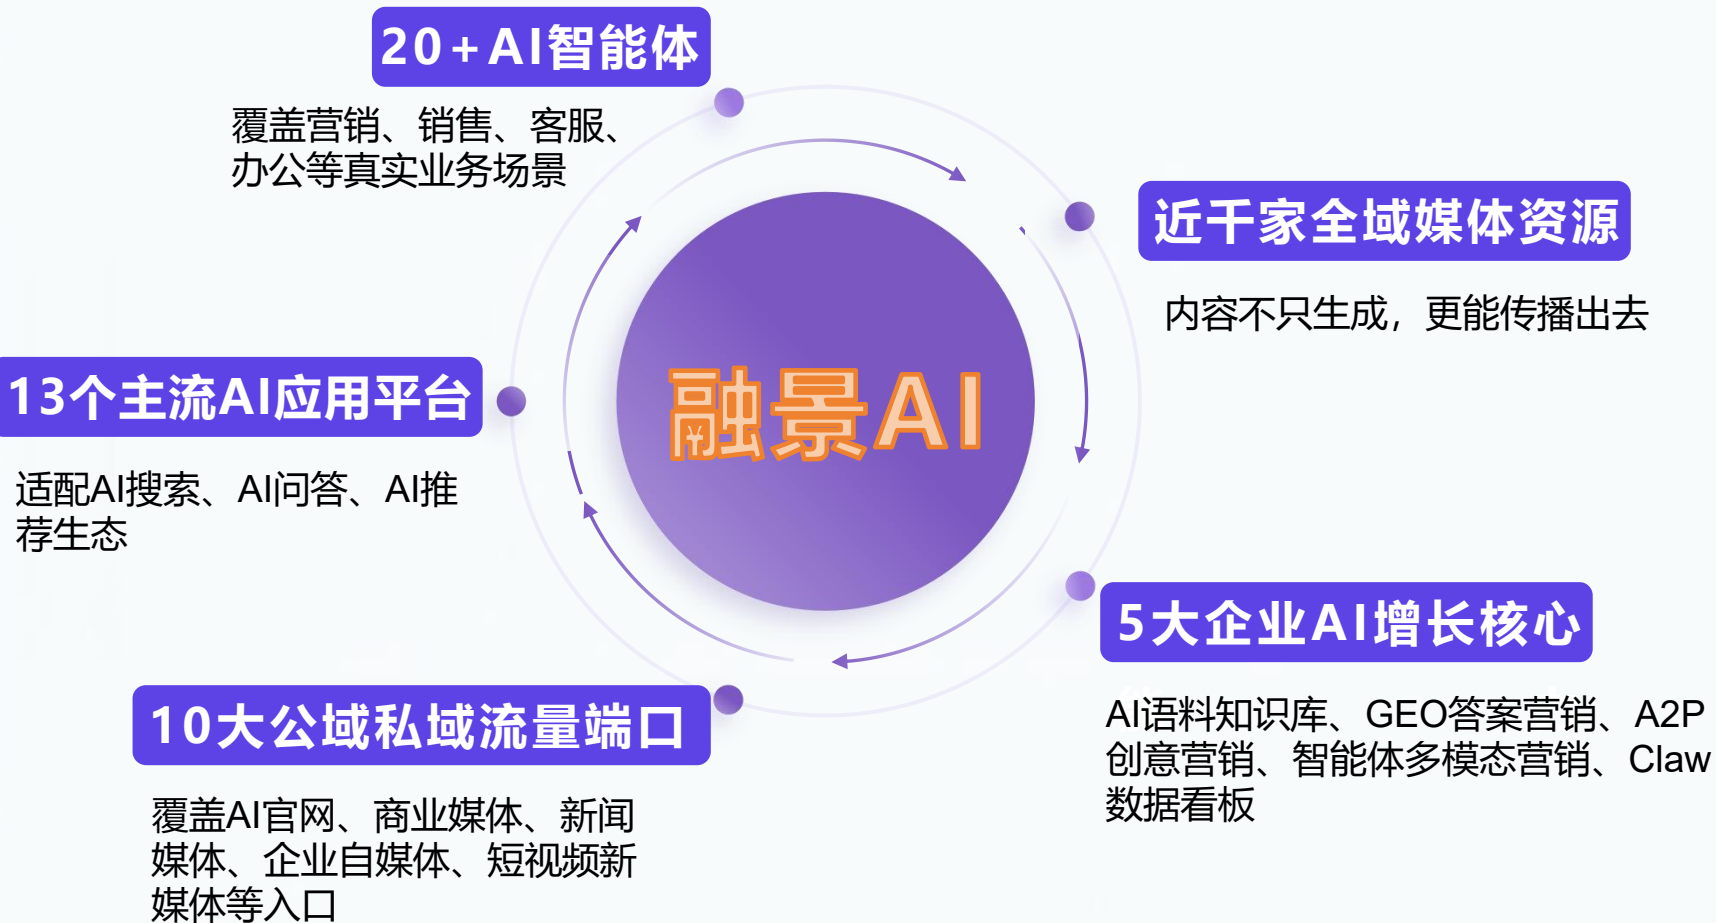 20+AI智能体
覆盖营销、销售、客服、
办公等真实业务场景
近千家全域媒体资源
内容不只生成，更能传播出去
13个主流AI应用平台
适配AI搜索、AI问答、AI推
荐生态
融景AI
5大企业AI增长核心
AI语料知识库、GEO答案营销、A2P
创意营销、智能体多模态营销、Claw
数据看板
10大公域私域流量端口
覆盖AI官网、商业媒体、新闻
媒体、企业自媒体、短视频新
媒体等入口